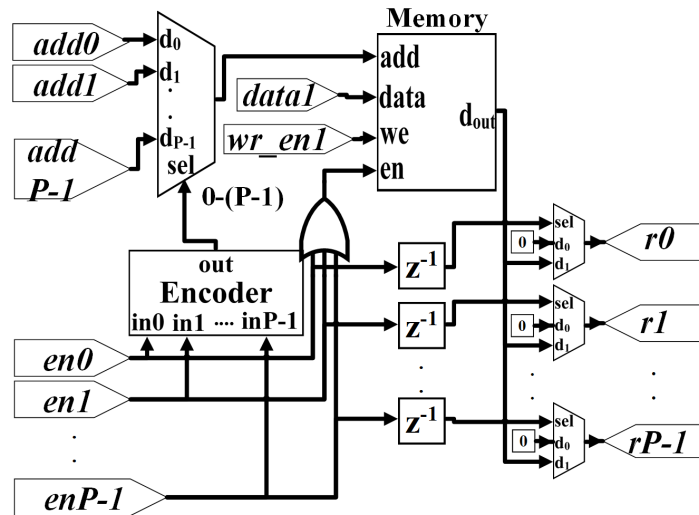 Memory
add0
add1
add
P-1
d₀
d₁
.
.
dP-1
sel
0-(P-1)
data1
wr_en1
add
data
we
en
dout
out
Encoder
in0 in1 .... inP-1
en0
en1
.
.
enP-1
z⁻¹
z⁻¹
.
.
z⁻¹
sel
0
d₀
d₁
r0
sel
0
d₀
d₁
r1
.
.
.
.
sel
0
d₀
d₁
rP-1